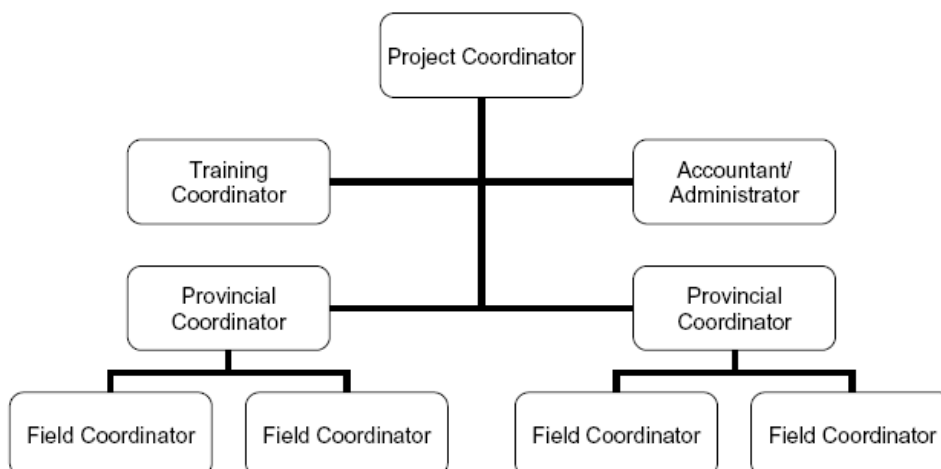 Project Coordinator
Training
Coordinator
Accountant/
Administrator
Provincial
Coordinator
Provincial
Coordinator
Field Coordinator
Field Coordinator
Field Coordinator
Field Coordinator